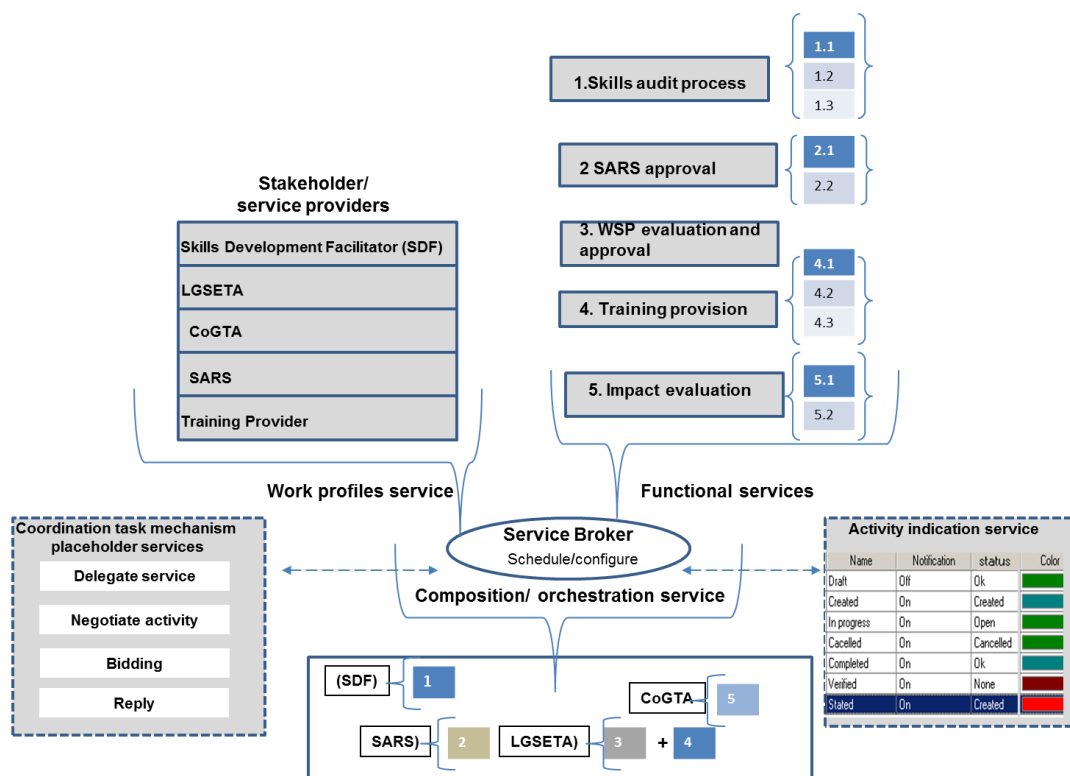 1.Skills audit process
1.1
1.2
1.3
2 SARS approval
2.1
2.2
3. WSP evaluation and
approval
4. Training provision
4.1
4.2
4.3
5. Impact evaluation
5.1
5.2
Stakeholder/
service providers
Skills Development Facilitator (SDF)
LGSETA
CoGTA
SARS
Training Provider
Work profiles service
Functional services
Service Broker
Schedule/configure
Composition/ orchestration service
Coordination task mechanism
placeholder services
Delegate service
Negotiate activity
Bidding
Reply
Activity indication service
Name Notification status Color
Draft Off Ok
Created On Created
In progress On Open
Cacelled On Cancelled
Completed On Ok
Verified On None
Stated On Created
(SDF) 1
CoGTA 5
SARS) 2
LGSETA) 3 + 4